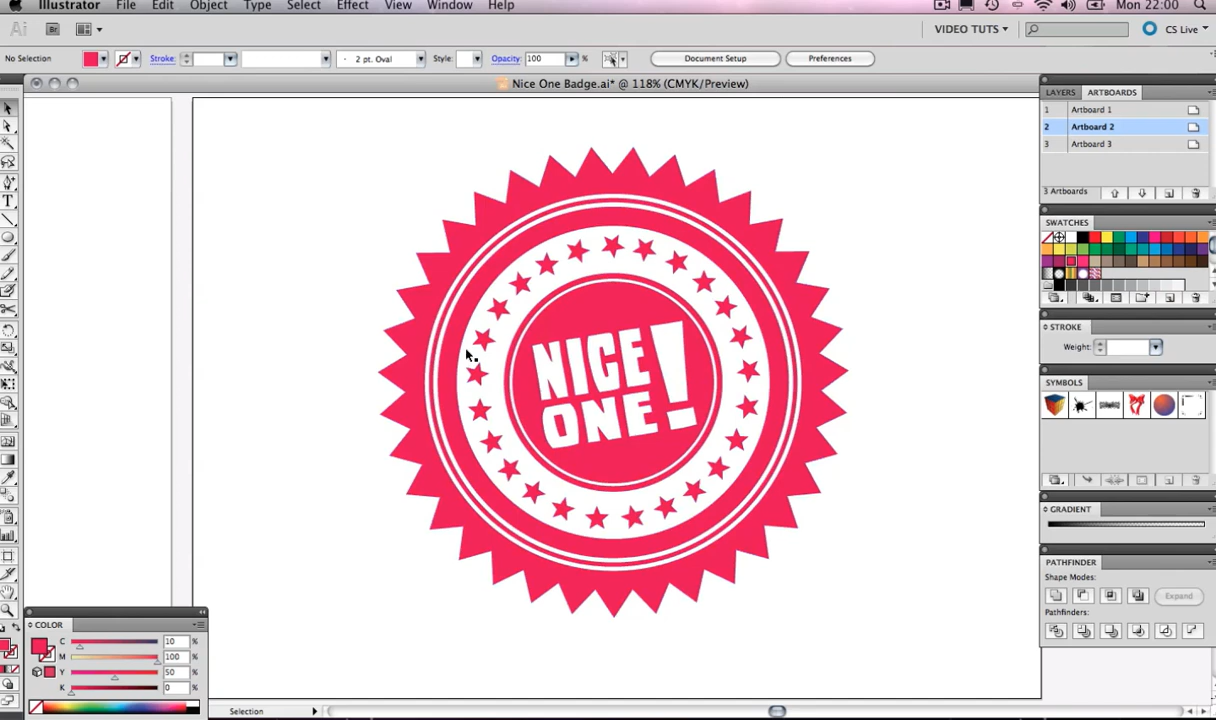 Illustrator File Edit Object Type Select Effect View Window Help Mon 22:00
Ai Br VIDEO TUTS CS Live
No Selection Stroke: 2 pt. Oval Style: Opacity: 100 % Document Setup Preferences
Nice One Badge.ai* @ 118% (CMYK/Preview)
LAYERS ARTBOARDS
1 Artboard 1
2 Artboard 2
3 Artboard 3
3 Artboards
SWATCHES
STROKE
Weight:
SYMBOLS
GRADIENT
PATHFINDER
Shape Modes:
Expand
Pathfinders:
NICE
ONE!
COLOR
C 10 %
M 100 %
Y 50 %
K 0 %
Selection